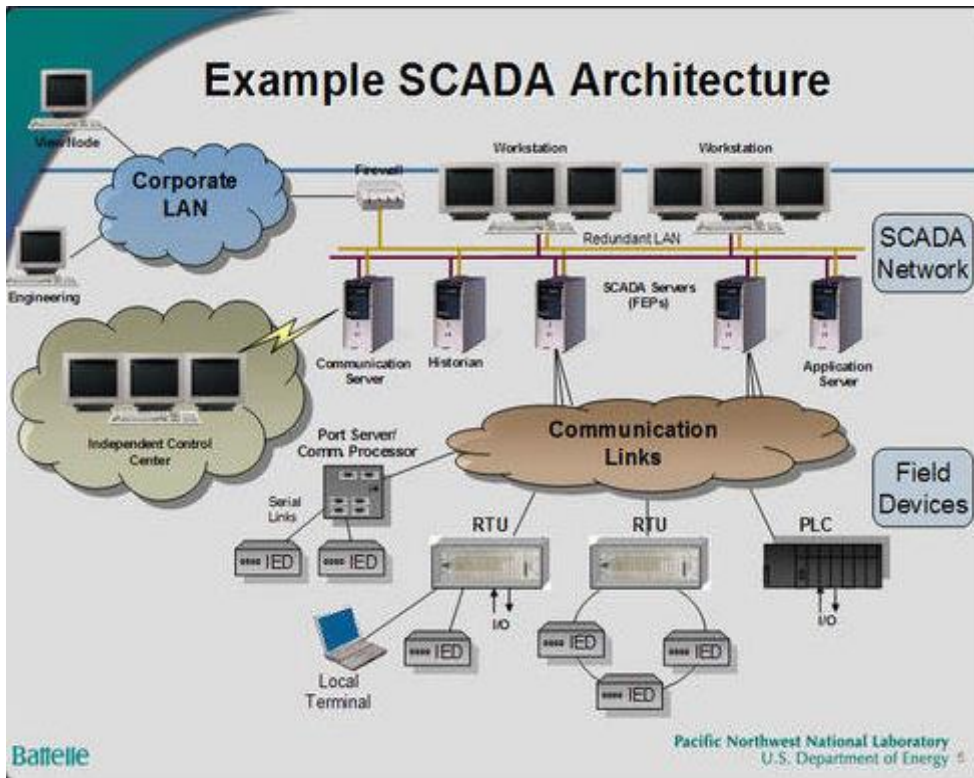 Example SCADA Architecture
View Node
Corporate
LAN
Firewall
Workstation
Workstation
Redundant LAN
SCADA
Network
Engineering
SCADA Servers
(FEPs)
Communication
Server
Historian
Application
Server
Independent Control
Center
Port Server/
Comm. Processor
Communication
Links
Field
Devices
Serial
Links
RTU
RTU
PLC
IED
IED
I/O
I/O
IED
IED
IED
IED
Local
Terminal
Battelle
Pacific Northwest National Laboratory
U.S. Department of Energy 6